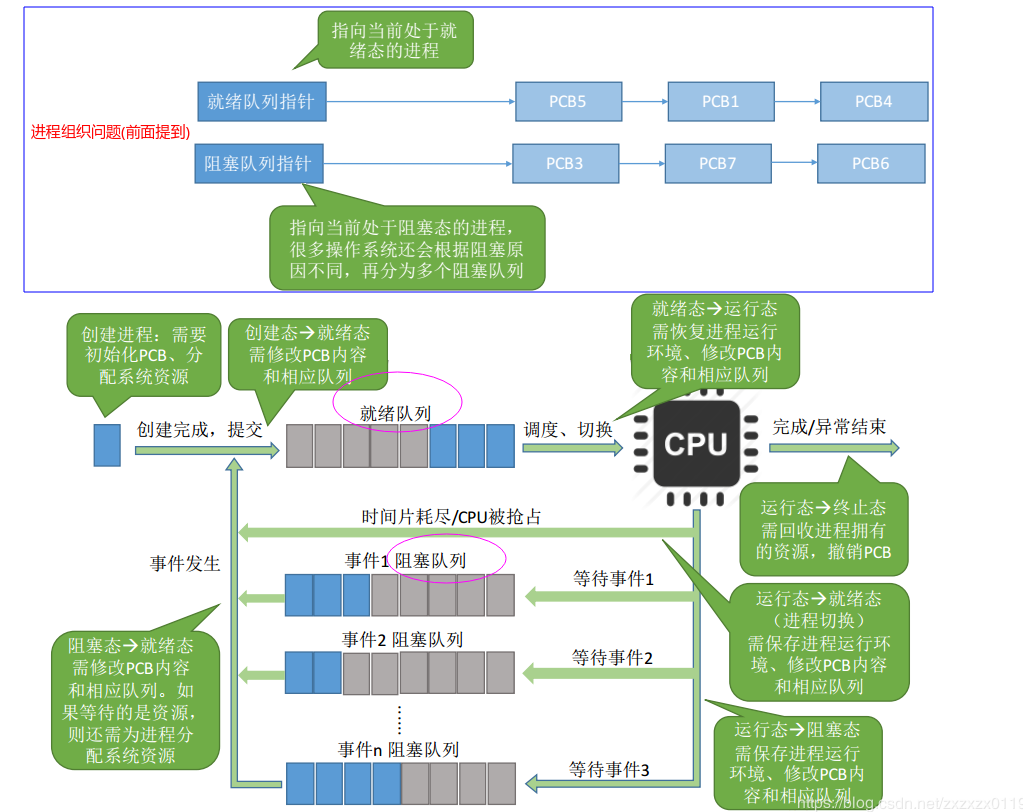 指向当前处于就
绪态的进程
就绪队列指针
PCB5
PCB1
PCB4
进程组织问题(前面提到)
阻塞队列指针
PCB3
PCB7
PCB6
指向当前处于阻塞态的进程，
很多操作系统还会根据阻塞原
因不同，再分为多个阻塞队列
创建进程：需要
初始化PCB、分
配系统资源
创建态→就绪态
需修改PCB内容
和相应队列
就绪态→运行态
需恢复进程运行
环境、修改PCB内
容和相应队列
创建完成，提交
就绪队列
调度、切换
CPU
完成/异常结束
运行态→终止态
需回收进程拥有
的资源，撤销PCB
时间片耗尽/CPU被抢占
事件发生
事件1 阻塞队列
等待事件1
运行态→就绪态
（进程切换）
需保存进程运行环
境、修改PCB内容
和相应队列
阻塞态→就绪态
需修改PCB内容
和相应队列。如
果等待的是资源，
则还需为进程分
配系统资源
事件2 阻塞队列
等待事件2
······
事件n 阻塞队列
等待事件3
运行态→阻塞态
需保存进程运行
环境、修改PCB内
容和相应队列
https://blog.csdn.net/zxzxzx0119